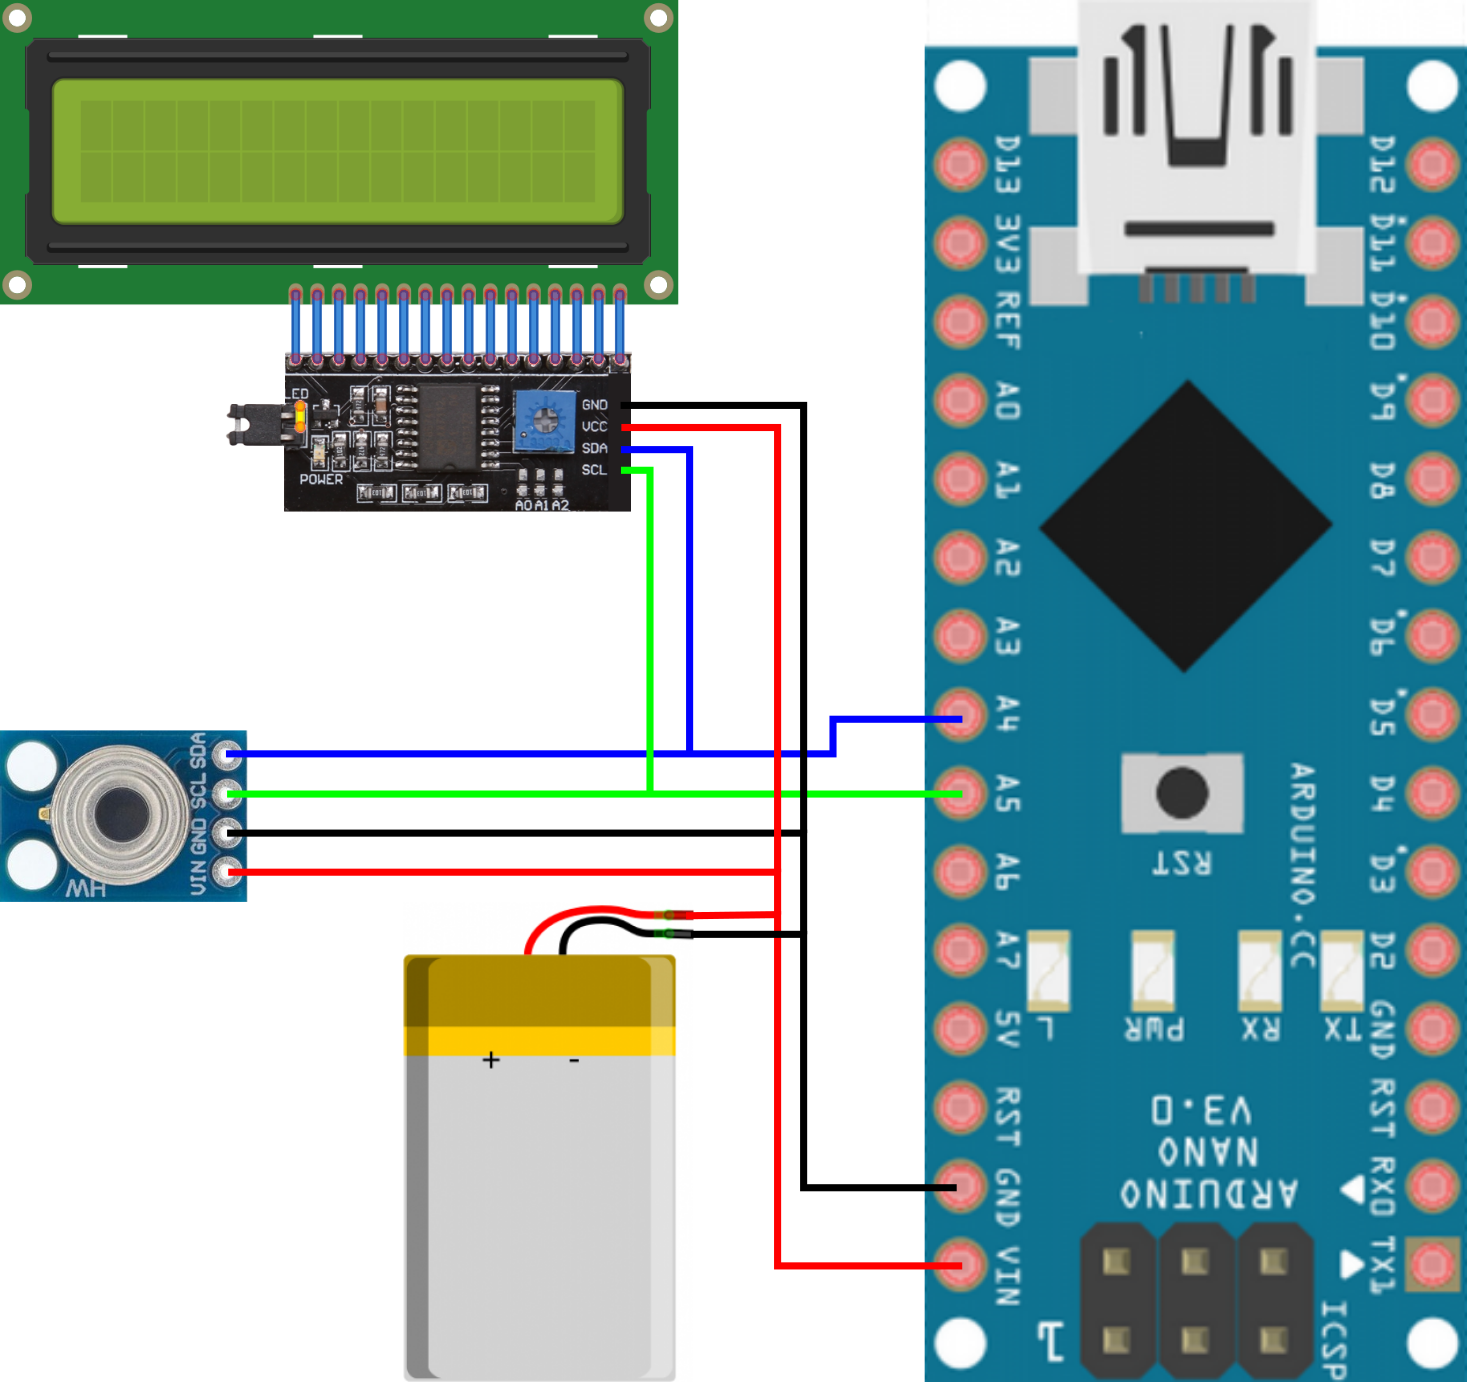 LED
POWER
GND
VCC
SDA
SCL
A0 A1 A2
SDA
SCL
GND
VIN
HW
+ -
D13
3V3
REF
A0
A1
A2
A3
A4
A5
A6
A7
5V
RST
GND
VIN
D12
D11
D10
D9
D8
D7
D6
D5
D4
D3
D2
GND
RST
RX0
TX1
RST
ARDUINO.CC
L
PWR
RX
TX
ARDUINO
NANO
V3.0
1
ICSP